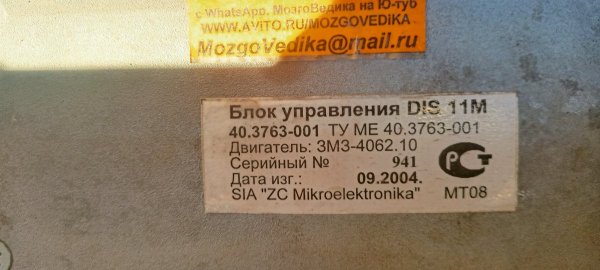 с WhatsApp. МозгоВедика на Ю-туб
WWW.AVITO.RU/MOZGOVEDIKA
MozgoVedika@mail.ru
Блок управления DIS 11M
40.3763-001 ТУ МЕ 40.3763-001
Двигатель: ЗМЗ-4062.10
Серийный № 941
Дата изг.: 09.2004.
SIA "ZC Mikroelektronika" МТ08